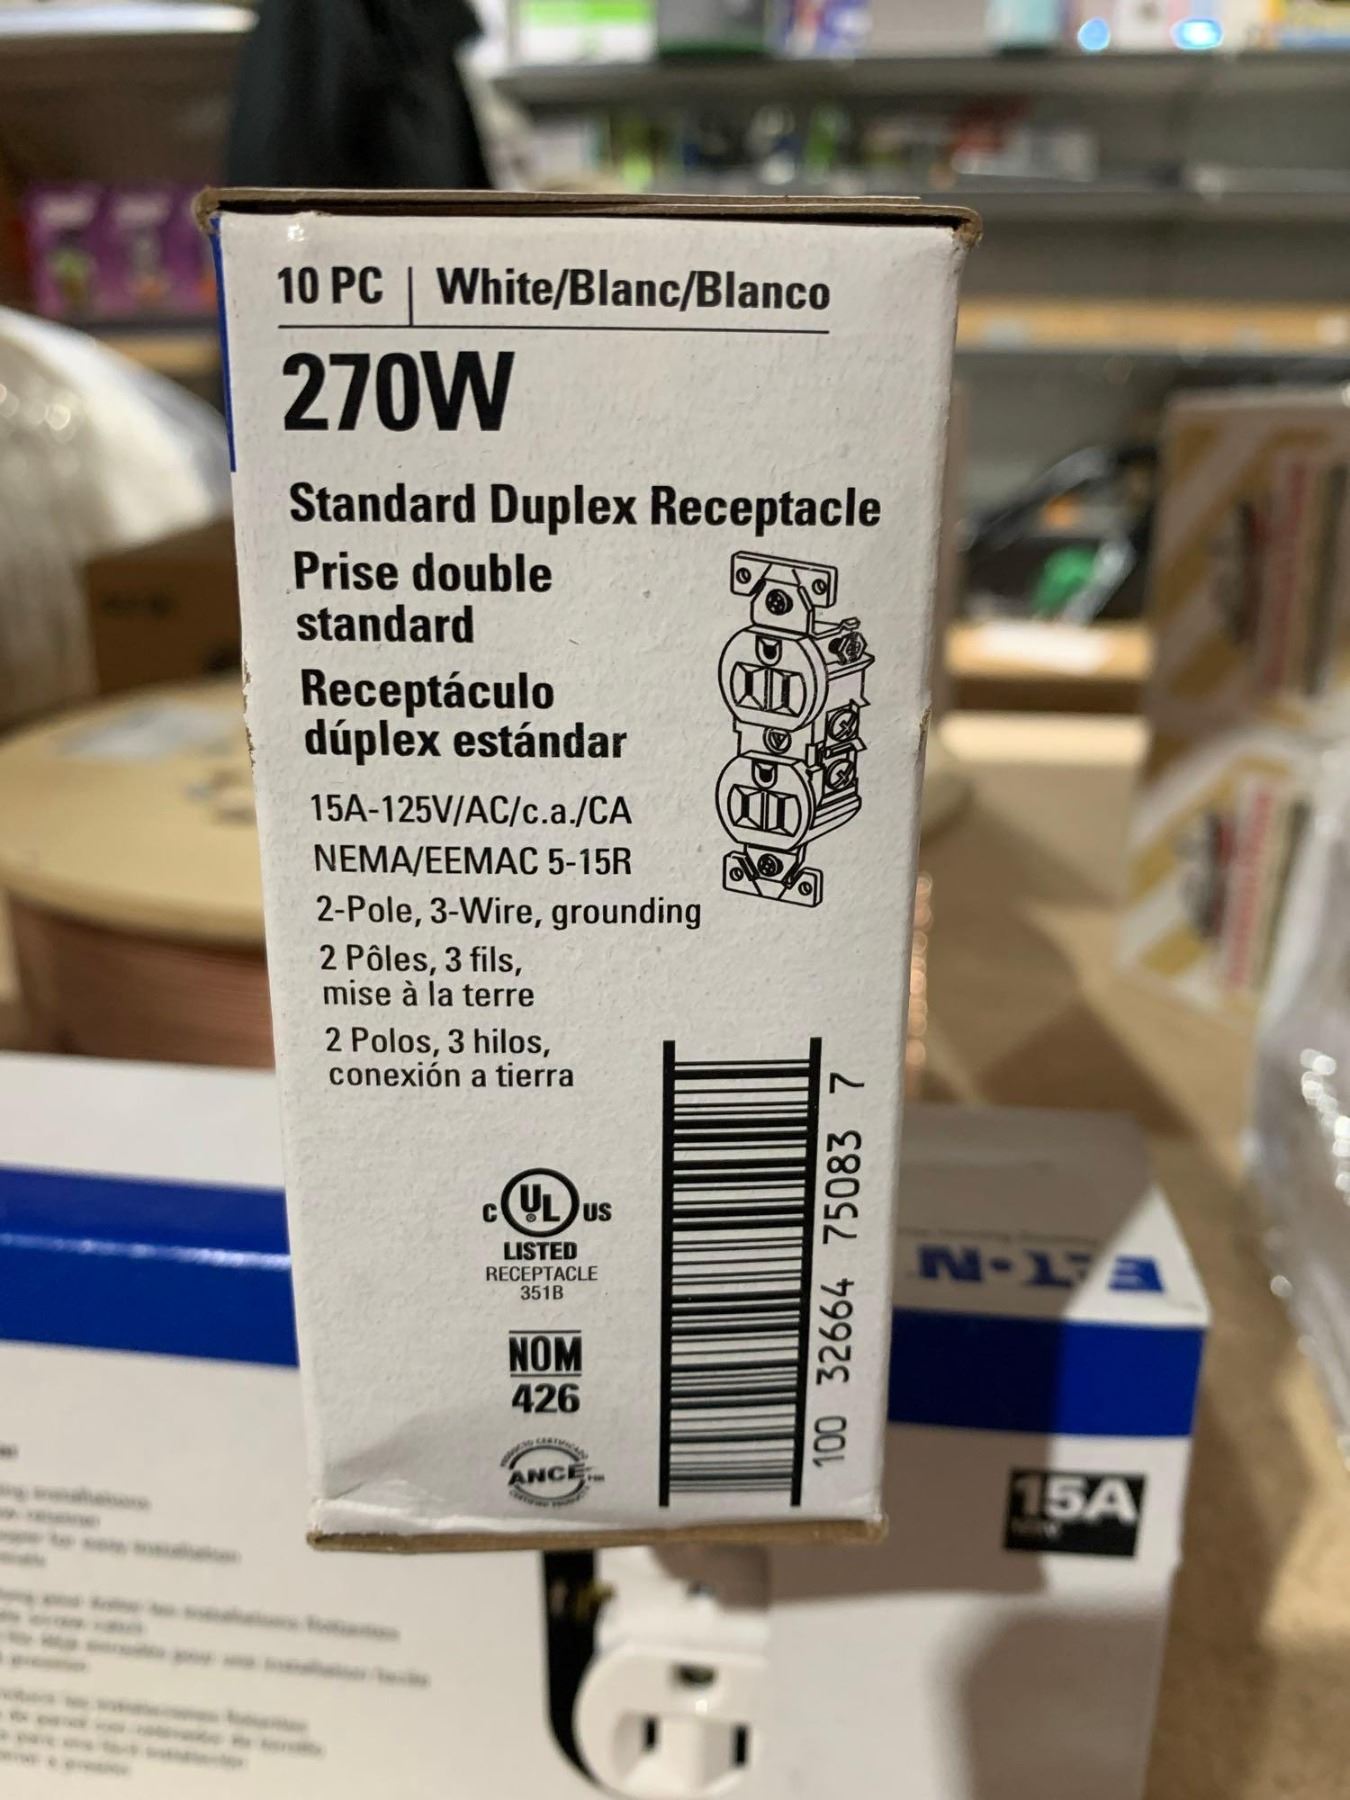 10 PC | White/Blanc/Blanco
270W
Standard Duplex Receptacle
Prise double
standard
Receptáculo
dúplex estándar
15A-125V/AC/c.a./CA
NEMA/EEMAC 5-15R
2-Pole, 3-Wire, grounding
2 Pôles, 3 fils,
mise à la terre
2 Polos, 3 hilos,
conexión a tierra
C UL® US
LISTED
RECEPTACLE
351B
NOM
426
ANCE
100 32664 75083 7
15A